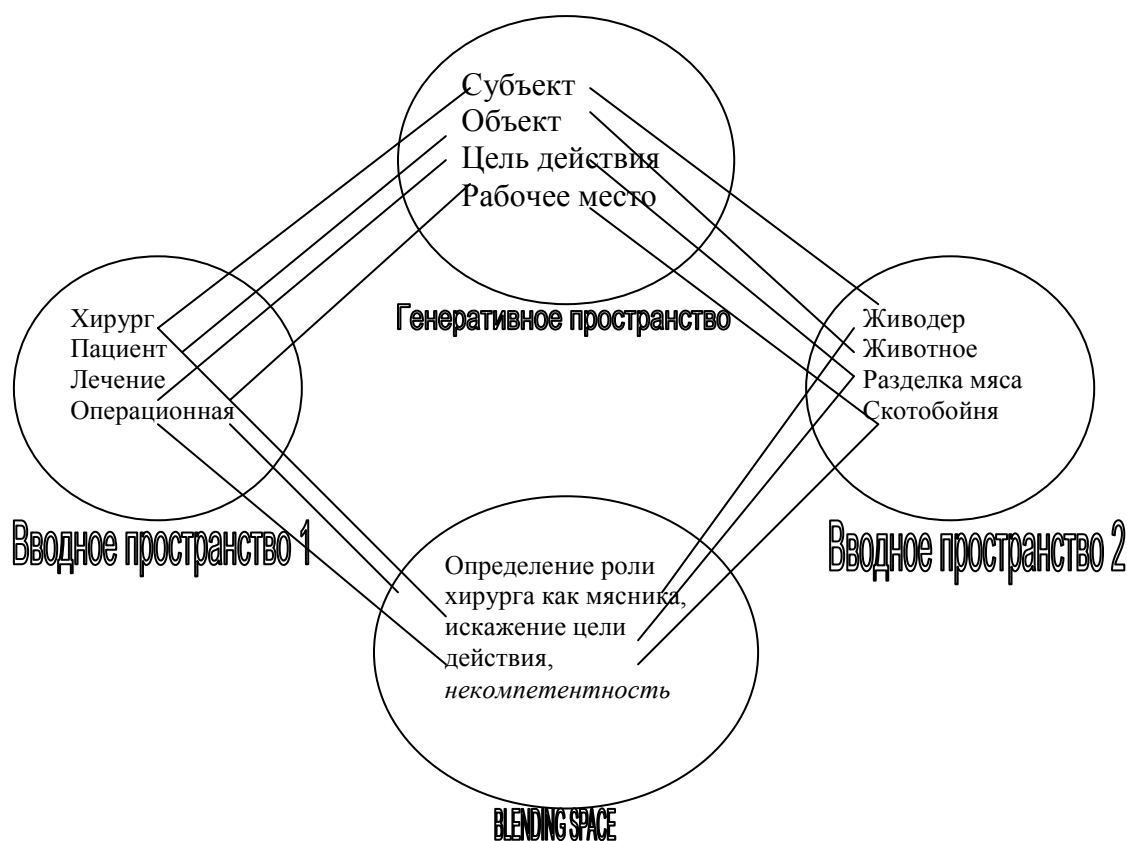 Субъект
Объект
Цель действия
Рабочее место
Генеративное пространство
Хирург
Пациент
Лечение
Операционная
Вводное пространство 1
Живодер
Животное
Разделка мяса
Скотобойня
Вводное пространство 2
Определение роли
хирурга как мясника,
искажение цели
действия,
некомпетентность
BLENDING SPACE